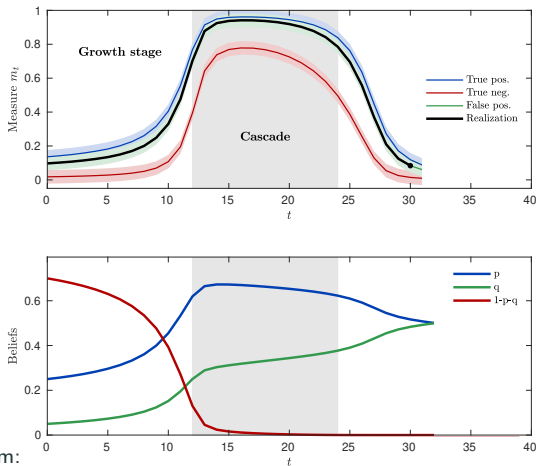 1
0.8
0.6
0.4
0.2
0
Measure m_t
Growth stage
Cascade
True pos.
True neg.
False pos.
Realization
0 5 10 15 20 25 30 35 40
t
0.6
0.4
0.2
0
Beliefs
p
q
1-p-q
0 5 10 15 20 25 30 35 40
t
m: